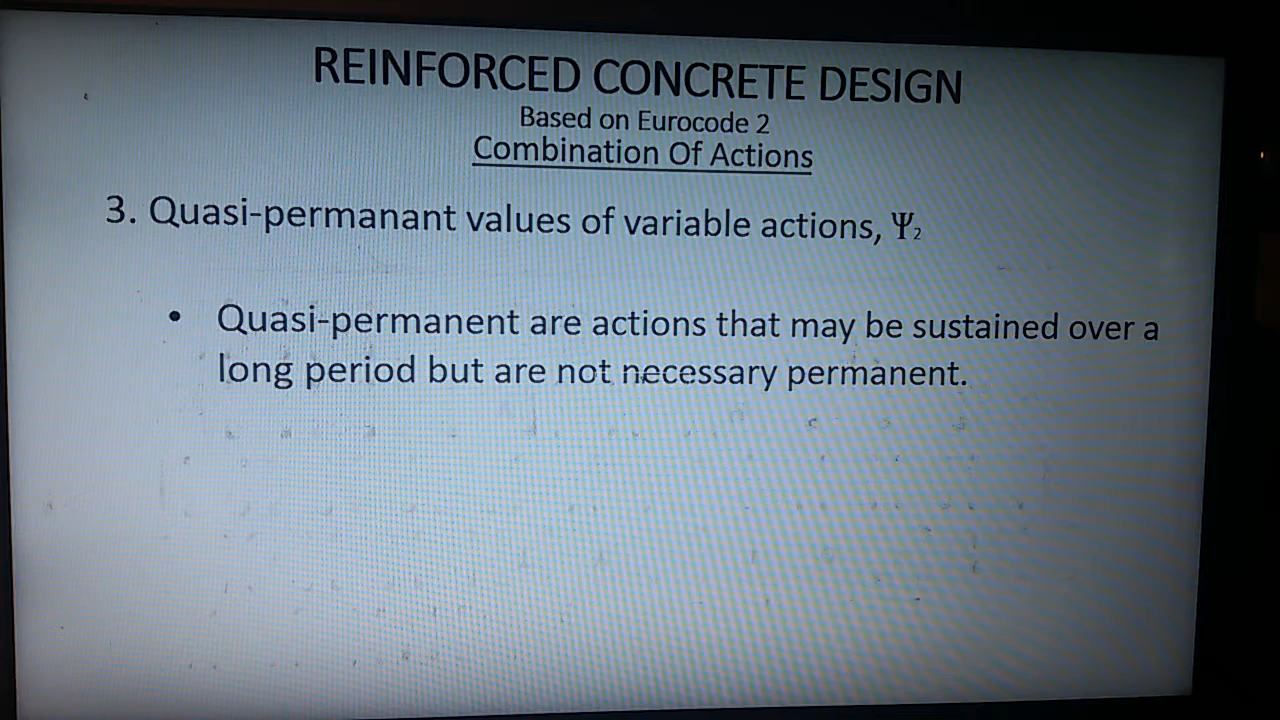 REINFORCED CONCRETE DESIGN
Based on Eurocode 2
Combination Of Actions
3. Quasi-permanant values of variable actions, Ψ₂
• Quasi-permanent are actions that may be sustained over a
long period but are not necessary permanent.